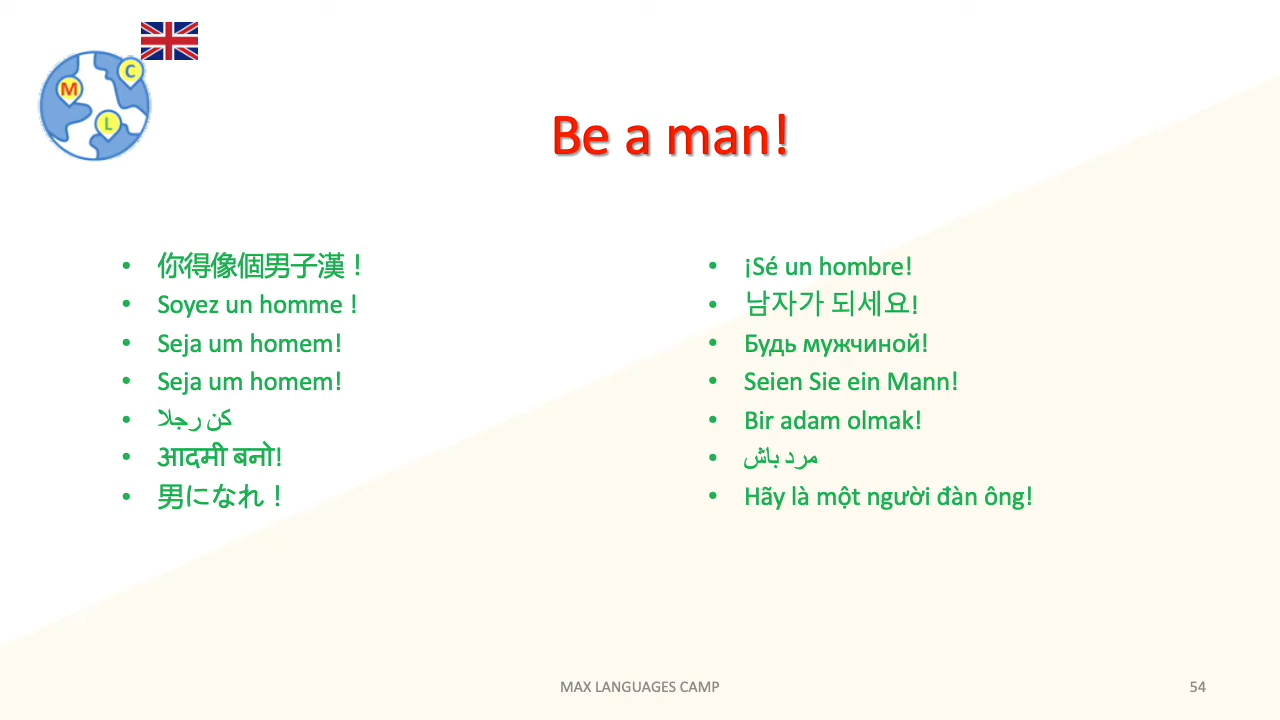 M
C
L
Be a man!
• 你得像個男子漢！
• Soyez un homme !
• Seja um homem!
• Seja um homem!
• كن رجلا
• आदमी बनो!
• 男になれ！
• ¡Sé un hombre!
• 남자가 되세요!
• Будь мужчиной!
• Seien Sie ein Mann!
• Bir adam olmak!
• مرد باش
• Hãy là một người đàn ông!
MAX LANGUAGES CAMP
54